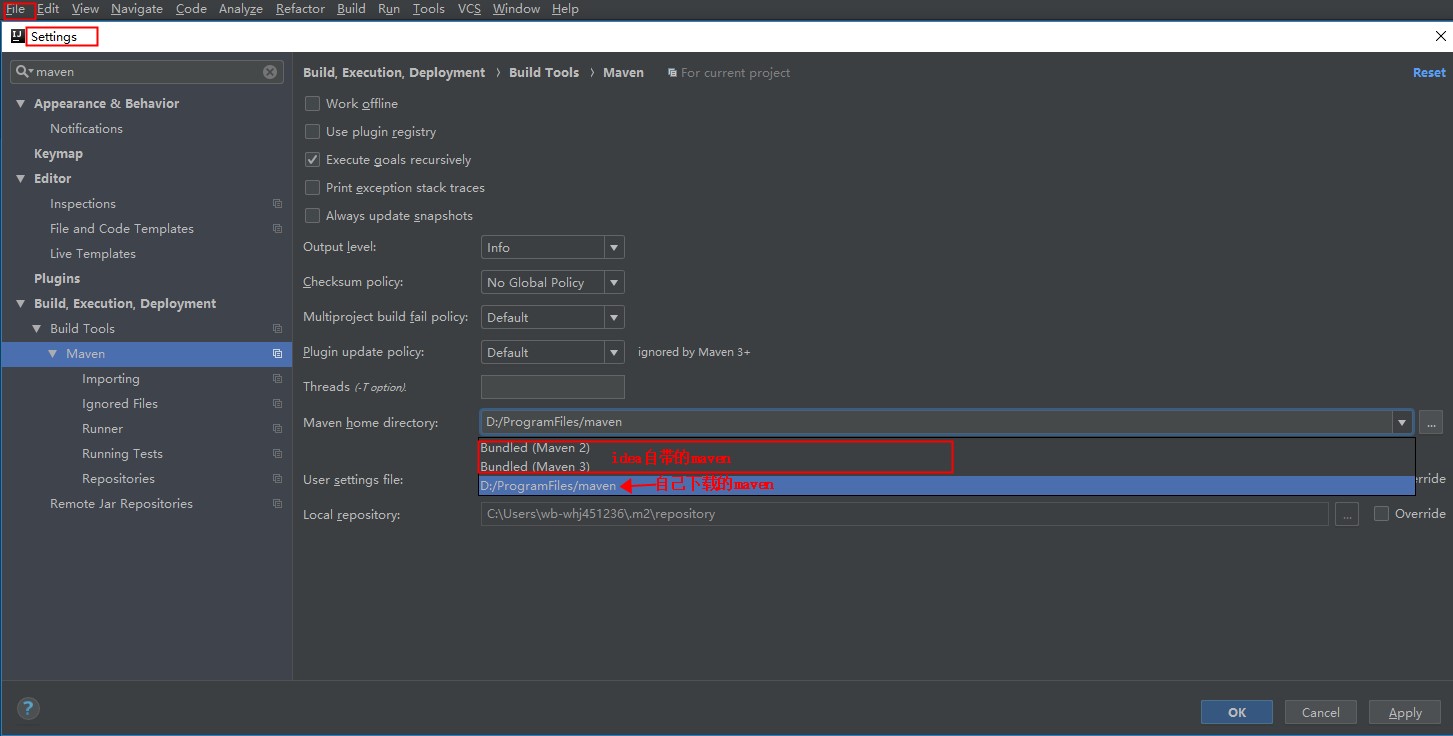 File Edit View Navigate Code Analyze Refactor Build Run Tools VCS Window Help
Settings
maven
Appearance & Behavior
Notifications
Keymap
Editor
Inspections
File and Code Templates
Live Templates
Plugins
Build, Execution, Deployment
Build Tools
Maven
Importing
Ignored Files
Runner
Running Tests
Repositories
Remote Jar Repositories
Build, Execution, Deployment › Build Tools › Maven For current project Reset
Work offline
Use plugin registry
Execute goals recursively
Print exception stack traces
Always update snapshots
Output level: Info
Checksum policy: No Global Policy
Multiproject build fail policy: Default
Plugin update policy: Default ignored by Maven 3+
Threads (-T option).
Maven home directory: D:/ProgramFiles/maven ...
Bundled (Maven 2)
idea自带的maven
Bundled (Maven 3)
User settings file: D:/ProgramFiles/maven 自己下载的maven
Local repository: C:\Users\wb-whj451236\.m2\repository ... Override
? OK Cancel Apply